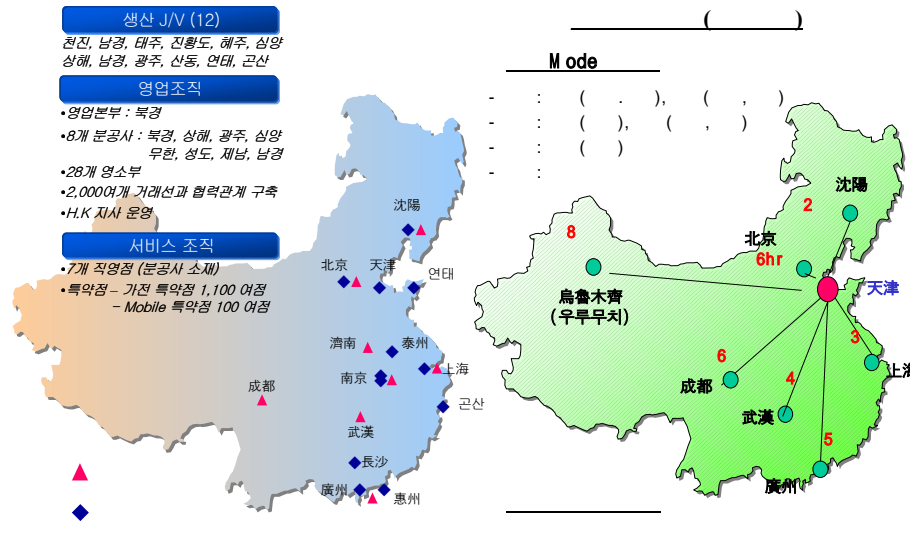 생산 J/V (12)
천진, 남경, 태주, 진황도, 혜주, 심양
상해, 남경, 광주, 산동, 연태, 곤산
영업조직
•영업본부 : 북경
•8개 분공사 : 북경, 상해, 광주, 심양
무한, 성도, 제남, 남경
•28개 영소부
•2,000여개 거래선과 협력관계 구축
•H.K 지사 운영
서비스 조직
•7개 직영점 (분공사 소재)
•특약점 – 가전 특약점 1,100 여점
– Mobile 특약점 100 여점
沈陽
北京
天津
연태
濟南
泰州
南京
上海
成都
곤산
武漢
長沙
廣州
惠州
( )
Mode
- : ( . ), ( , )
- : ( ), ( , )
- : ( )
- :
沈陽
2
8
北京
6hr
天津
烏魯木齊
(우루무치)
3
6
上海
成都
4
武漢
5
廣州